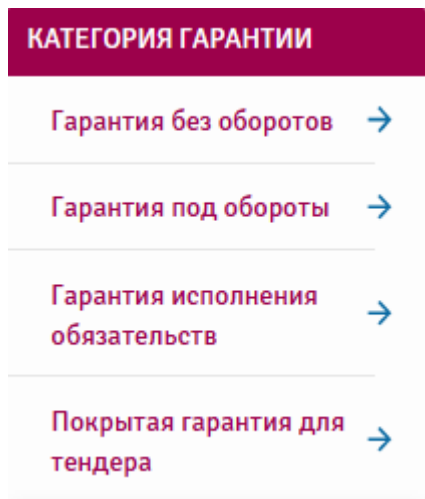 КАТЕГОРИЯ ГАРАНТИИ
Гарантия без оборотов
Гарантия под обороты
Гарантия исполнения
обязательств
Покрытая гарантия для
тендера